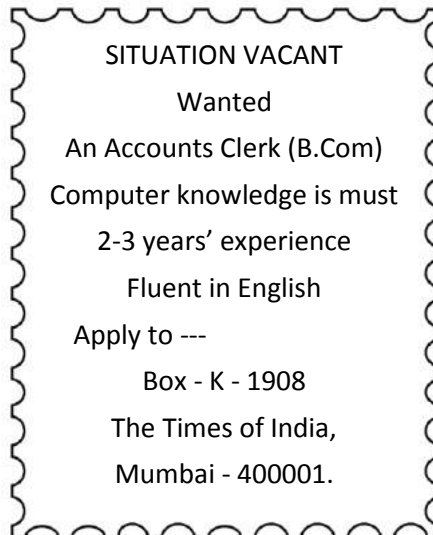 SITUATION VACANT
Wanted
An Accounts Clerk (B.Com)
Computer knowledge is must
2-3 years’ experience
Fluent in English
Apply to ---
Box - K - 1908
The Times of India,
Mumbai - 400001.